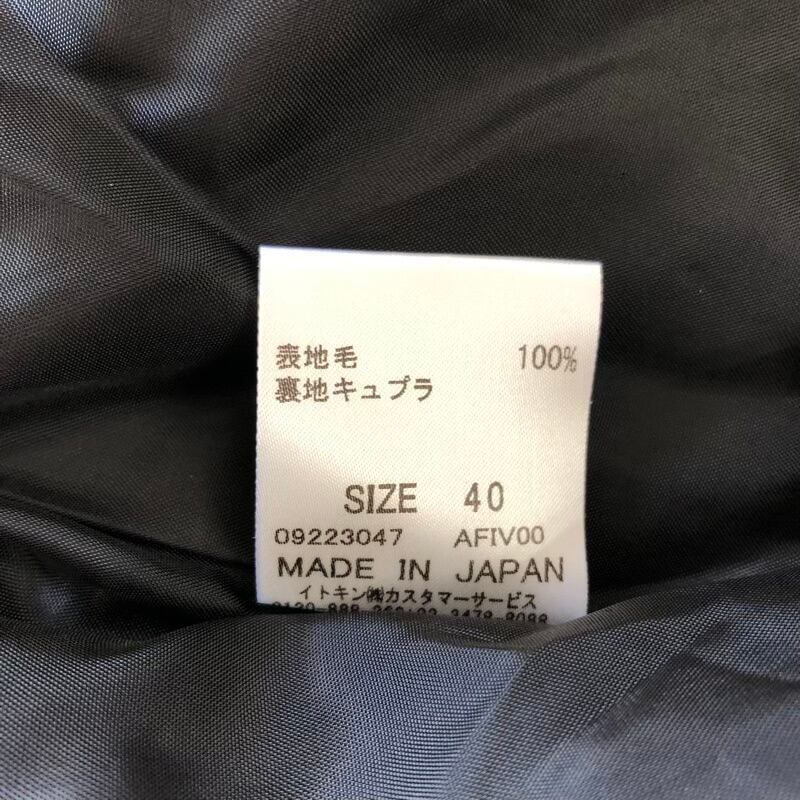 表地毛 100%
裏地キュプラ
SIZE 40
09223047 AFIV00
MADE IN JAPAN
イトキン㈱カスタマーサービス